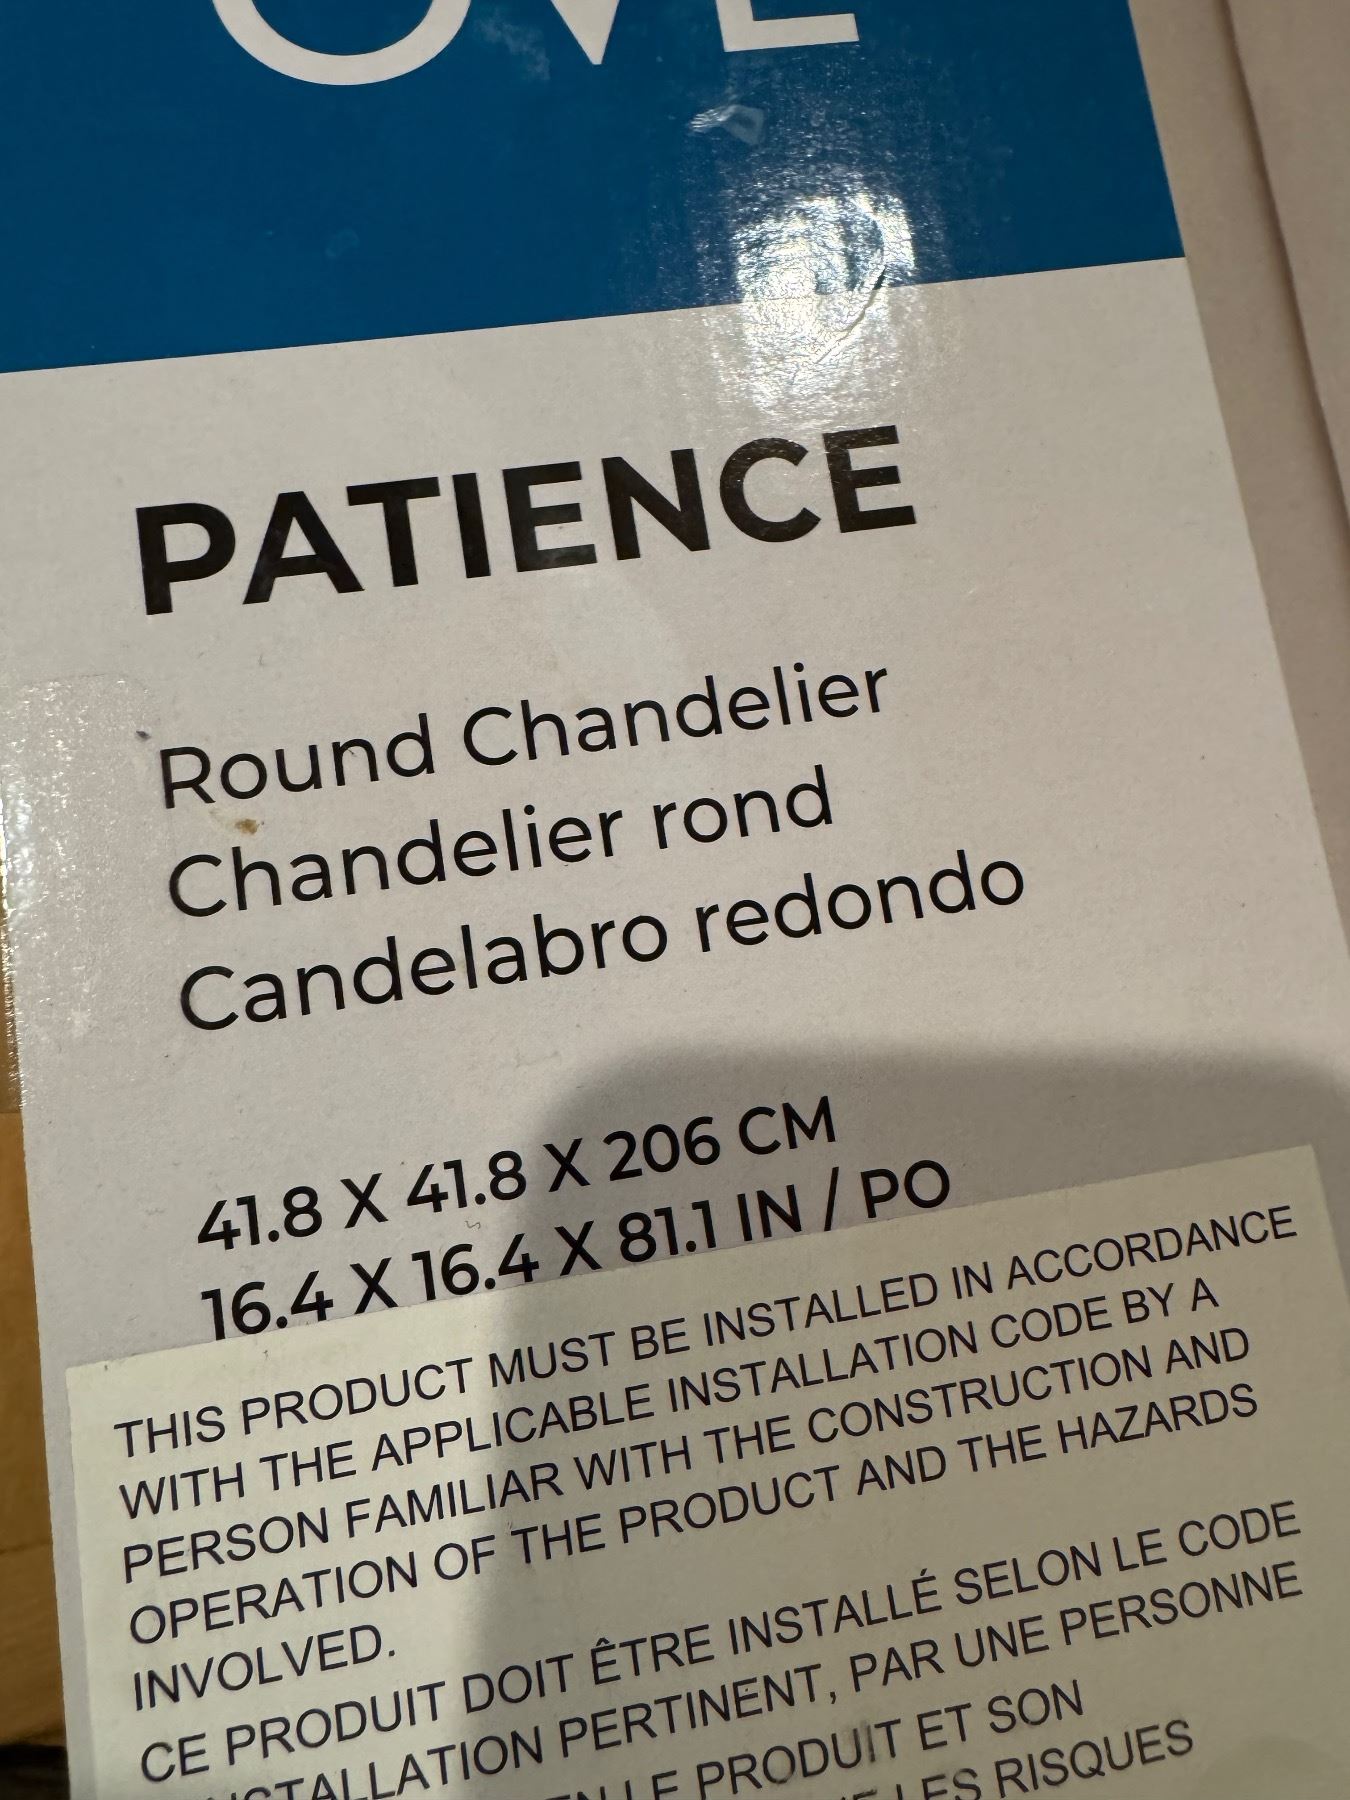 OVE
PATIENCE
Round Chandelier
Chandelier rond
Candelabro redondo
41.8 X 41.8 X 206 CM
16.4 X 16.4 X 81.1 IN / PO
THIS PRODUCT MUST BE INSTALLED IN ACCORDANCE
WITH THE APPLICABLE INSTALLATION CODE BY A
PERSON FAMILIAR WITH THE CONSTRUCTION AND
OPERATION OF THE PRODUCT AND THE HAZARDS
INVOLVED.
CE PRODUIT DOIT ÊTRE INSTALLÉ SELON LE CODE
PERTINENT, PAR UNE PERSONNE
LE PRODUIT ET SON
LES RISQUES